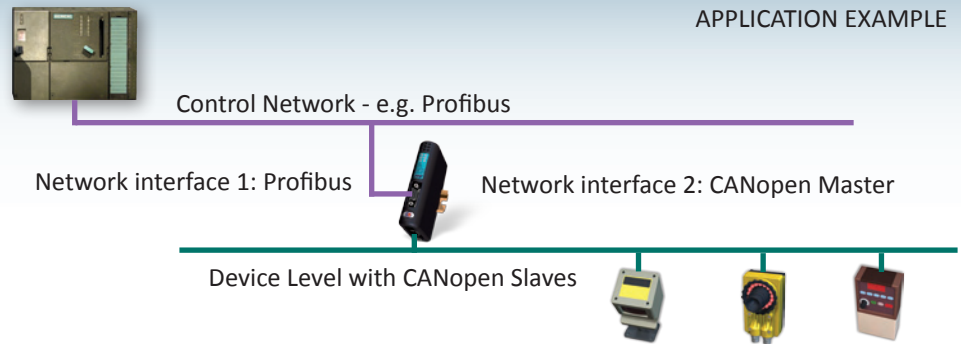 APPLICATION EXAMPLE
Control Network - e.g. Profibus
Network interface 1: Profibus
Network interface 2: CANopen Master
Device Level with CANopen Slaves